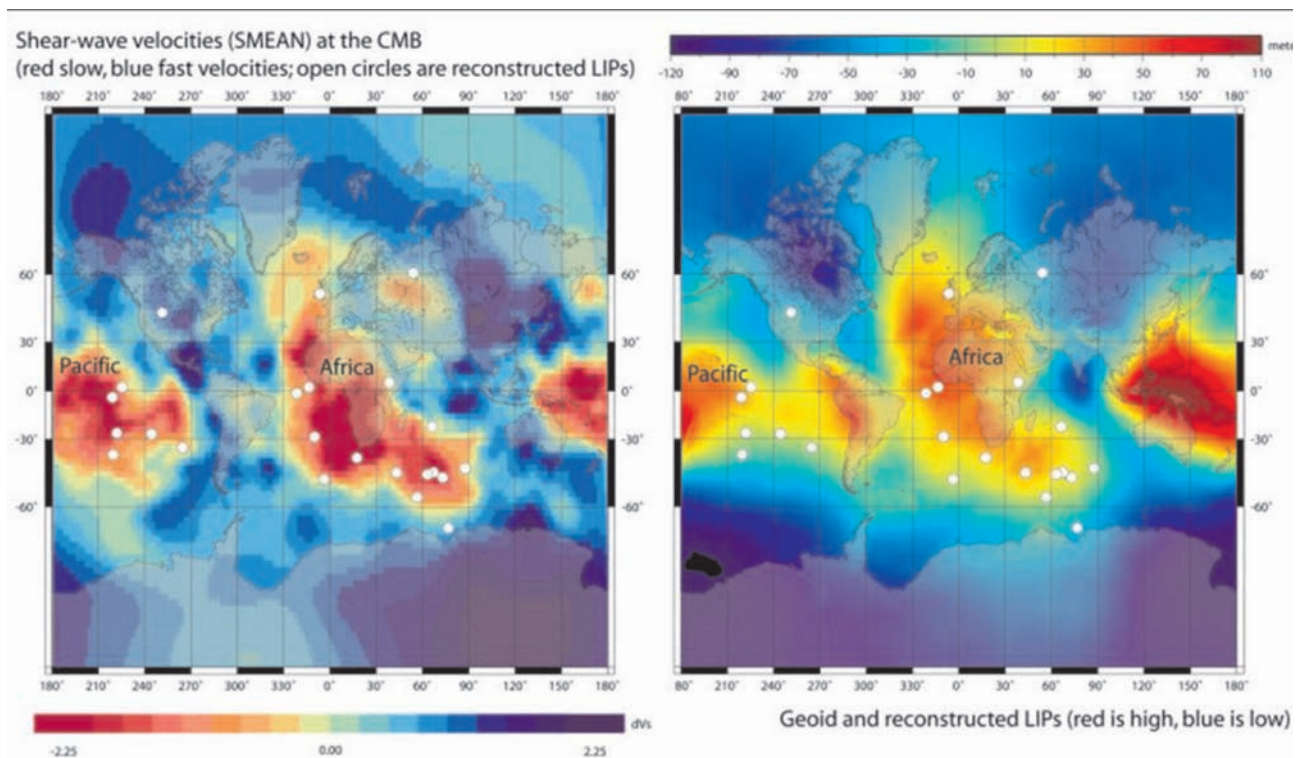 Shear-wave velocities (SMEAN) at the CMB
(red slow, blue fast velocities; open circles are reconstructed LIPs)
180° 210° 240° 270° 300° 330° 0° 30° 60° 90° 120° 150° 180°
60°
30°
0°
-30°
-60°
Pacific
Africa
180° 210° 240° 270° 300° 330° 0° 30° 60° 90° 120° 150° 180°
dVs
-2.25 0.00 2.25
mete
-120 -90 -70 -50 -30 -10 10 30 50 70 110
80° 210° 240° 270° 300° 330° 0° 30° 60° 90° 120° 150° 180°
60°
30°
0°
-30°
-60°
Pacific
Africa
80° 210° 240° 270° 300° 330° 0° 30° 60° 90° 120° 150° 180°
Geoid and reconstructed LIPs (red is high, blue is low)